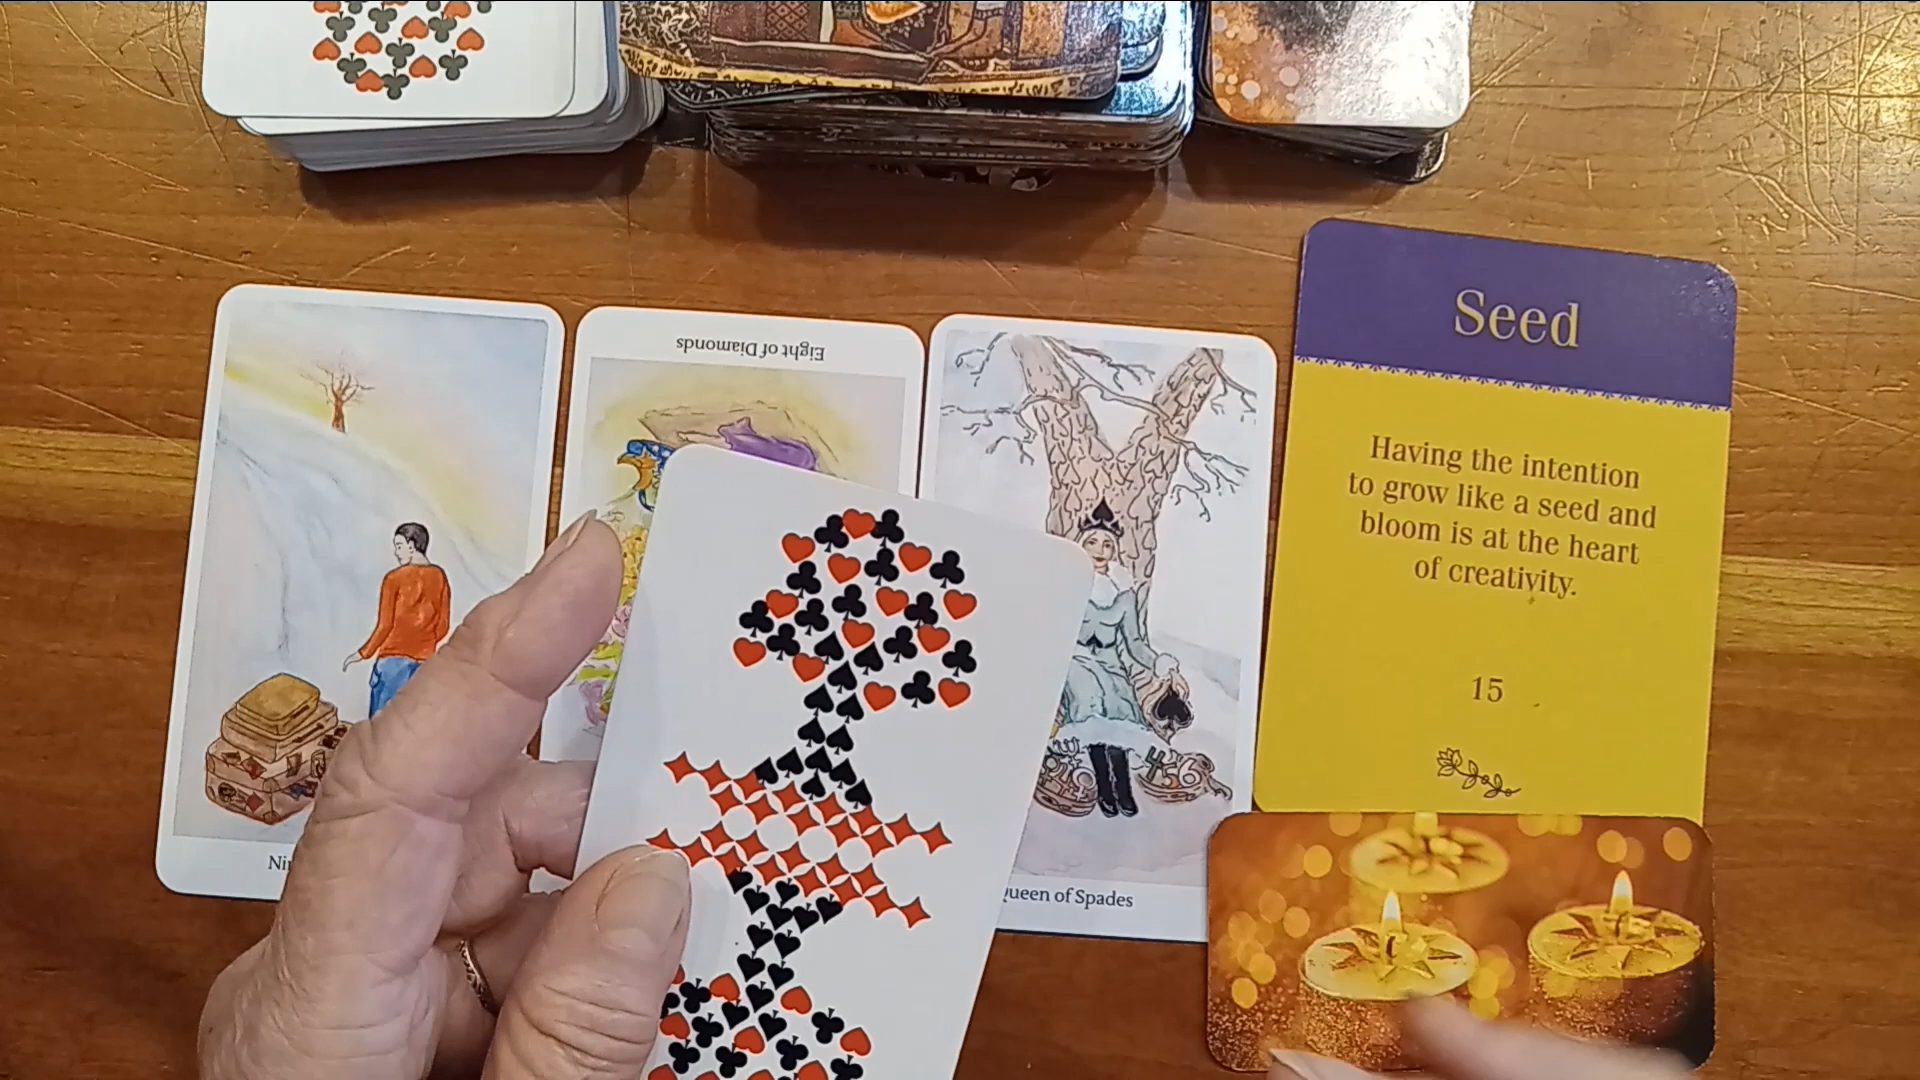 Eight of Diamonds
Seed
Having the intention
to grow like a seed and
bloom is at the heart
of creativity.
15
of Spades